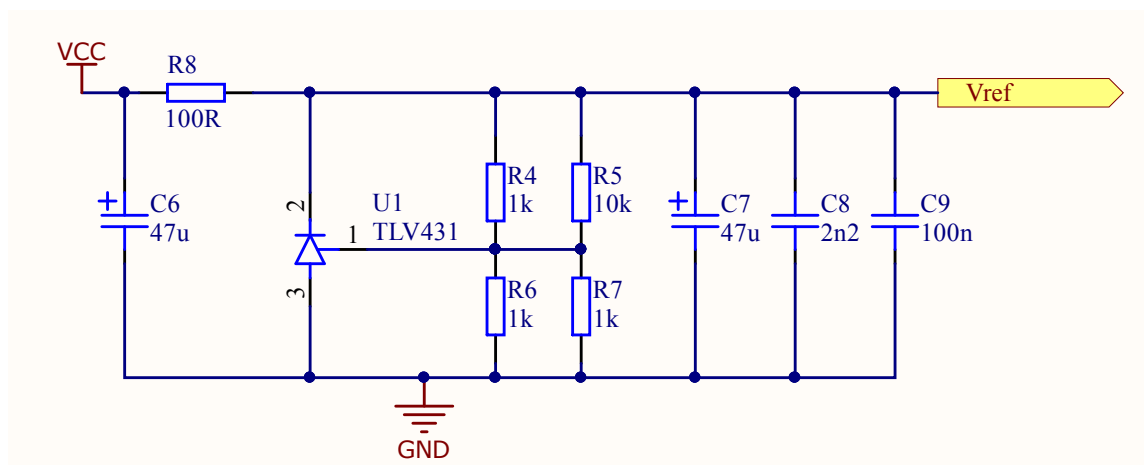 VCC
R8
100R
Vref
C6
47u
2
U1
TLV431
1
3
R4
1k
R5
10k
R6
1k
R7
1k
C7
47u
C8
2n2
C9
100n
GND